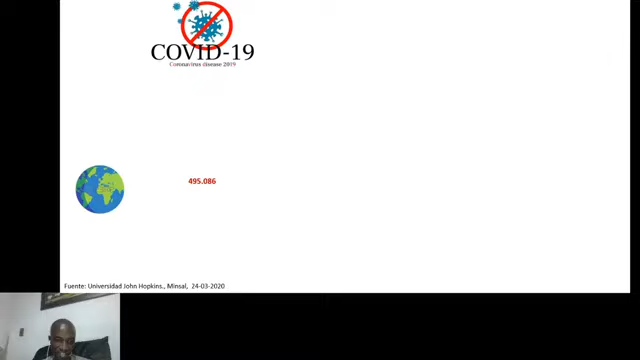 COVID-19
Coronavirus disease 2019
495.086
Fuente: Universidad John Hopkins., Minsal, 24-03-2020